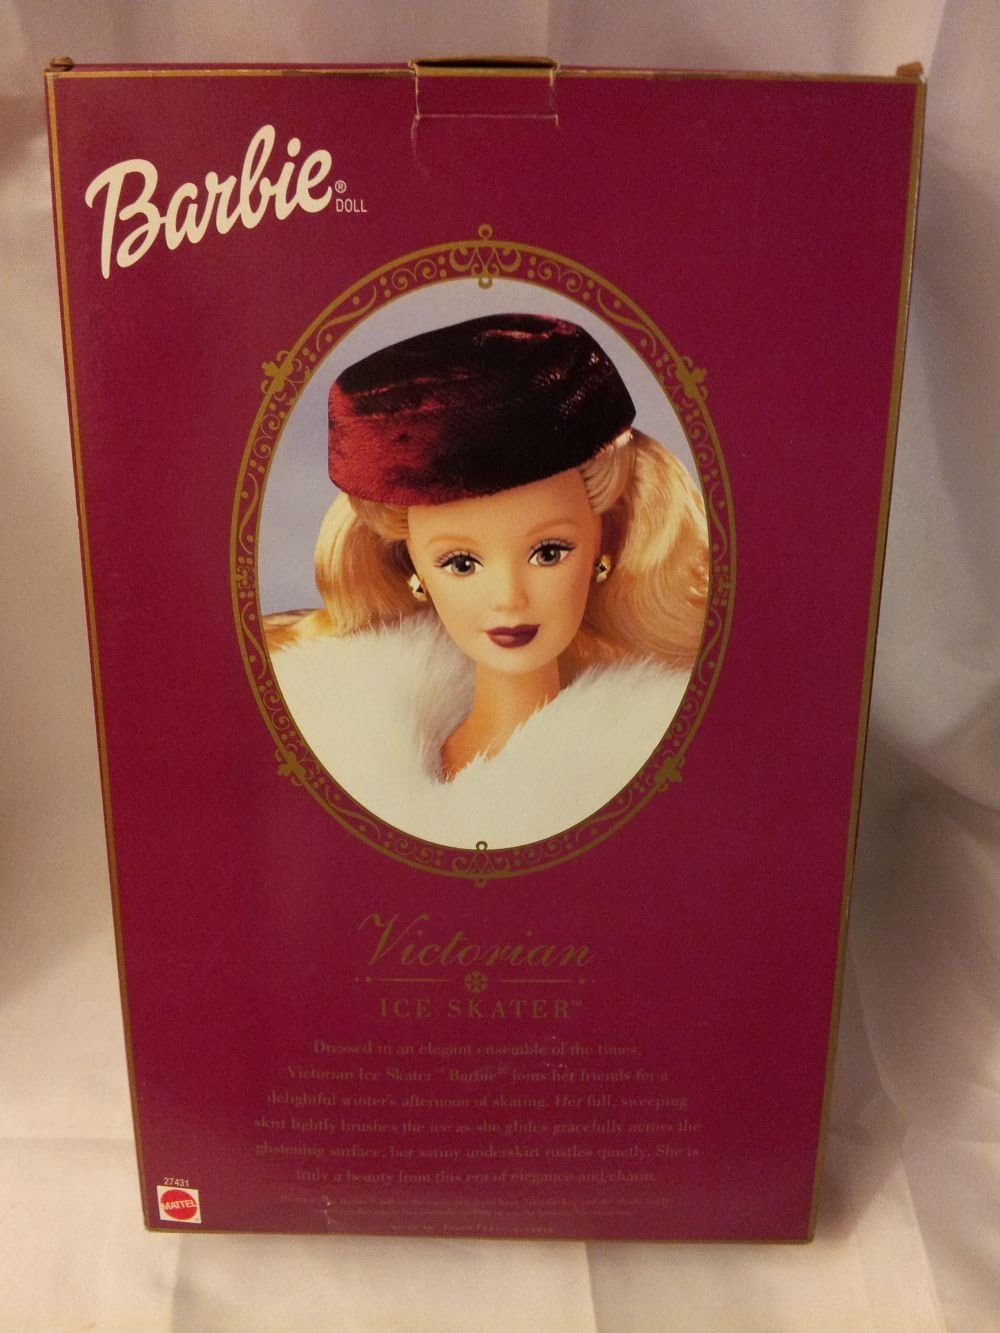 Barbie®
DOLL
Victorian
ICE SKATER™
Dressed in an elegant ensemble of the times,
Victorian Ice Skater™ Barbie® joins her friends for a
delightful winter's afternoon of skating. Her full, sweeping
skirt lightly brushes the ice as she glides gracefully across the
glistening surface; her satiny underskirt rustles quietly. She is
truly a beauty from this era of elegance and charm.
27431
MATTEL